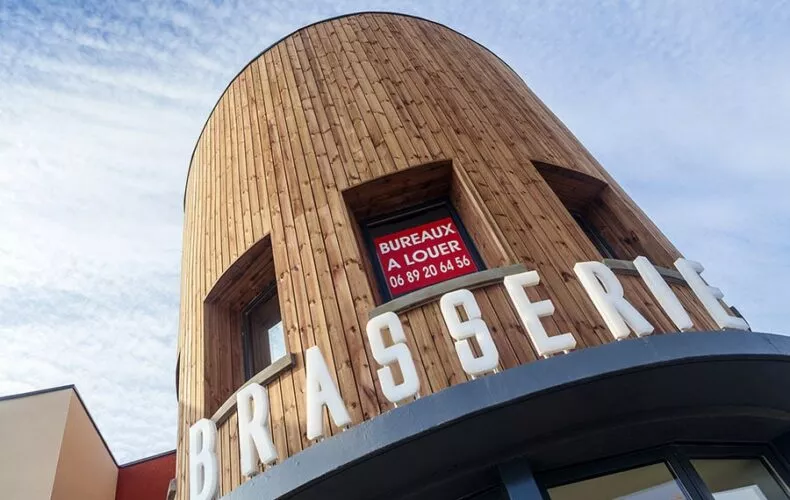 BUREAUX
A LOUER
06 89 20 64 56
BRASSERIE